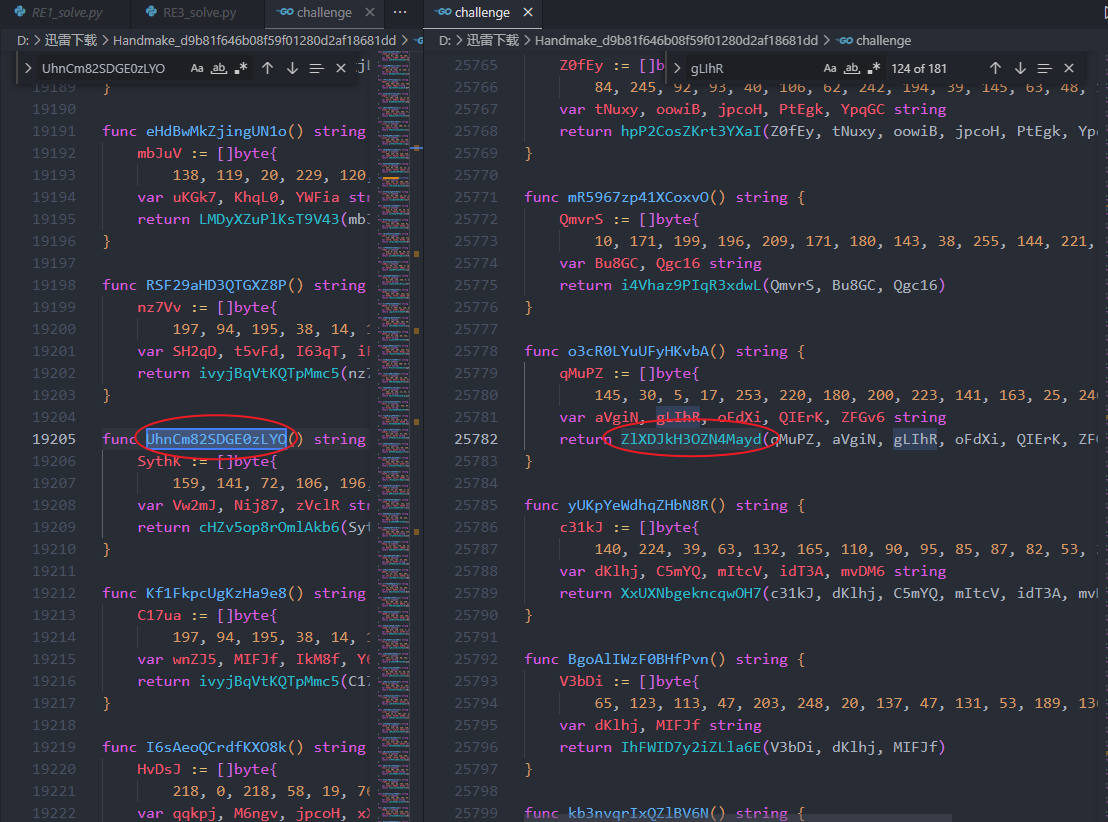 RE1_solve.py RE3_solve.py challenge
D: > 迅雷下载 > Handmake_d9b81f646b08f59f01280d2af18681dd >
UhnCm82SDGE0zLYO Aa ab .*
19189 }
19190
19191 func eHdBwMkZjingUN1o() string
19192 mbJuV := []byte{
19193 138, 119, 20, 229, 120,
19194 var uKGk7, KhqL0, YWFia str
19195 return LMDyXZuPlKsT9V43(mbJ
19196 }
19197
19198 func RSF29aHD3QTGXZ8P() string
19199 nz7Vv := []byte{
19200 197, 94, 195, 38, 14, 1
19201 var SH2qD, t5vFd, I63qT, iF
19202 return ivyjBqVtKQTpMmc5(nz7
19203 }
19204
19205 func UhnCm82SDGE0zLYO() string
19206 SythK := []byte{
19207 159, 141, 72, 106, 196,
19208 var Vw2mJ, Nij87, zVclR str
19209 return cHZv5op8rOmlAkb6(Syt
19210 }
19211
19212 func Kf1FkpcUgKzHa9e8() string
19213 C17ua := []byte{
19214 197, 94, 195, 38, 14, 1
19215 var wnZJ5, MIFJf, IkM8f, Y6
19216 return ivyjBqVtKQTpMmc5(C17
19217 }
19218
19219 func I6sAeoQCrdfKXO8k() string
19220 HvDsJ := []byte{
19221 218, 0, 218, 58, 19, 76
19222 var qqkpj, M6ngv, jpcoH, x
challenge
D: > 迅雷下载 > Handmake_d9b81f646b08f59f01280d2af18681dd > challenge
gLIhR Aa ab .* 124 of 181
25765 Z0fEy := []b
25766 84, 245, 92, 93, 40, 106, 62, 242, 194, 39, 145, 63, 48,
25767 var tNuxy, oowiB, jpcoH, PtEgk, YpqGC string
25768 return hpP2CosZKrt3YXaI(Z0fEy, tNuxy, oowiB, jpcoH, PtEgk, Ypq
25769 }
25770
25771 func mR5967zp41XCoxvO() string {
25772 QmvrS := []byte{
25773 10, 171, 199, 196, 209, 171, 180, 143, 38, 255, 144, 221,
25774 var Bu8GC, Qgc16 string
25775 return i4Vhaz9PIqR3xdwL(QmvrS, Bu8GC, Qgc16)
25776 }
25777
25778 func o3cR0LYuUFyHKvbA() string {
25779 qMuPZ := []byte{
25780 145, 30, 5, 17, 253, 220, 180, 200, 223, 141, 163, 25, 24
25781 var aVgiN, gLIhR, oFdXi, QIErK, ZFGv6 string
25782 return ZlXDJkH3OZN4Mayd(qMuPZ, aVgiN, gLIhR, oFdXi, QIErK, ZF
25783 }
25784
25785 func yUKpYeWdhqZHbN8R() string {
25786 c31kJ := []byte{
25787 140, 224, 39, 63, 132, 165, 110, 90, 95, 85, 87, 82, 53,
25788 var dKlhj, C5mYQ, mItcV, idT3A, mvDM6 string
25789 return XxUXNbgekncqwOH7(c31kJ, dKlhj, C5mYQ, mItcV, idT3A, mv
25790 }
25791
25792 func BgoAlIWzF0BHfPvn() string {
25793 V3bDi := []byte{
25794 65, 123, 113, 47, 203, 248, 20, 137, 47, 131, 53, 189, 13
25795 var dKlhj, MIFJf string
25796 return IhFWID7y2iZLla6E(V3bDi, dKlhj, MIFJf)
25797 }
25798
25799 func kb3nvqrIxQZlBV6N() string {